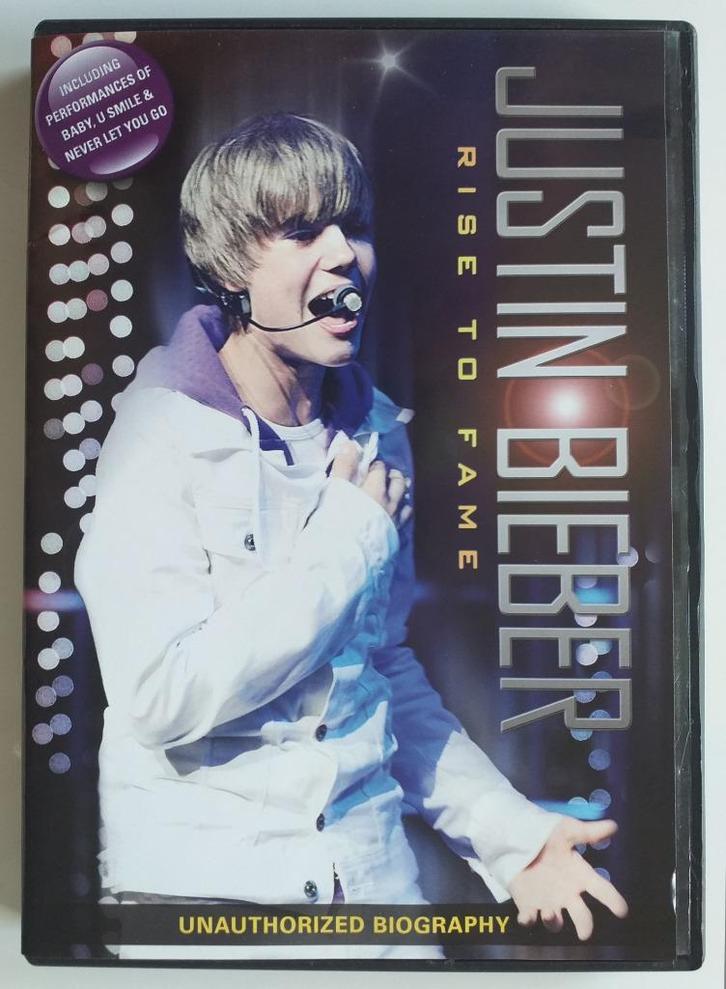 INCLUDING
PERFORMANCES OF
BABY, U SMILE &
NEVER LET YOU GO
JUSTIN BIEBER
RISE TO FAME
UNAUTHORIZED BIOGRAPHY